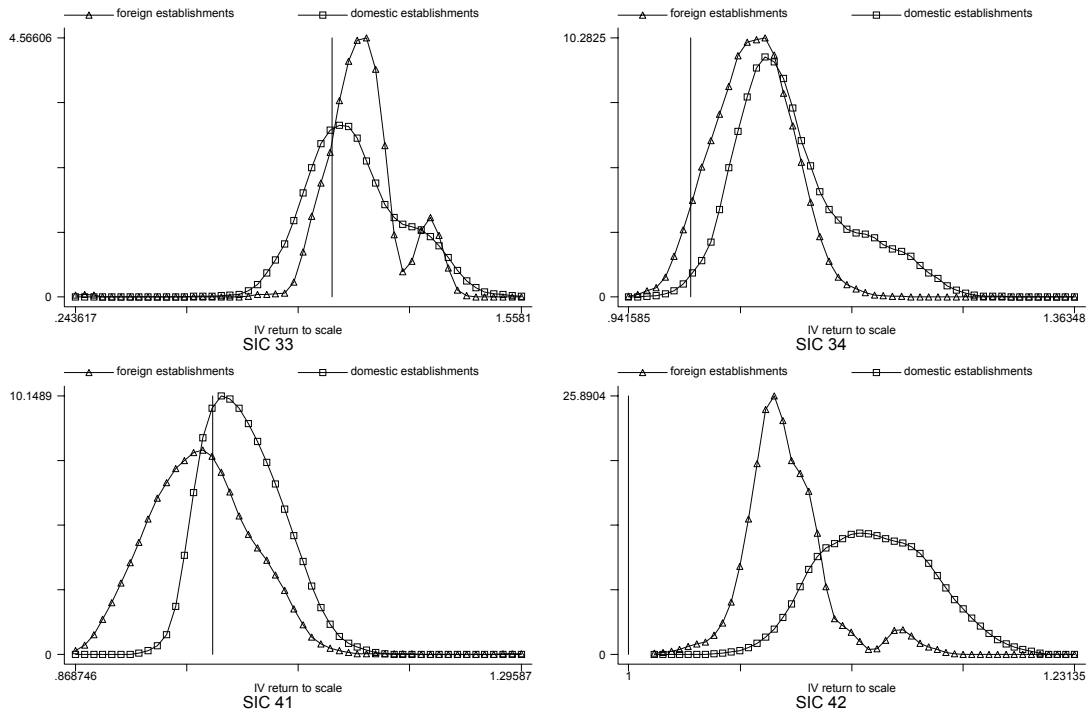 foreign establishments domestic establishments
4.56606
0
.243617 1.5581
IV return to scale
SIC 33
foreign establishments domestic establishments
10.2825
0
.941585 1.36348
IV return to scale
SIC 34
foreign establishments domestic establishments
10.1489
0
.868746 1.29587
IV return to scale
SIC 41
foreign establishments domestic establishments
25.8904
0
1 1.23135
IV return to scale
SIC 42